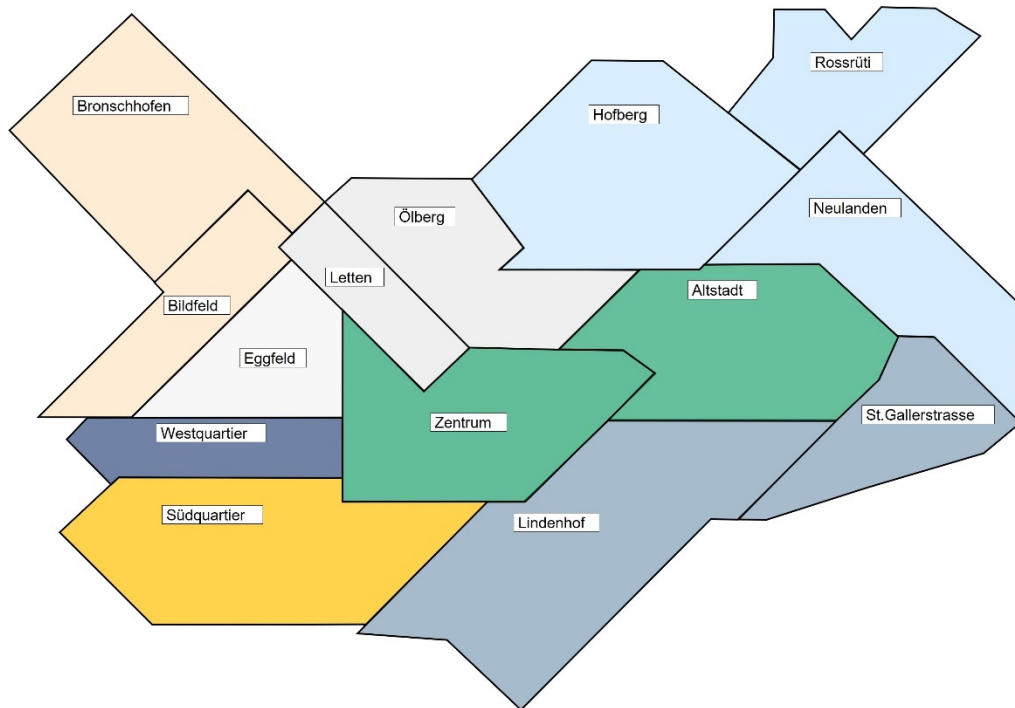 Rossrüti
Bronschhofen
Hofberg
Neulanden
Ölberg
Letten
Altstadt
Bildfeld
Eggfeld
St.Gallerstrasse
Zentrum
Westquartier
Südquartier
Lindenhof